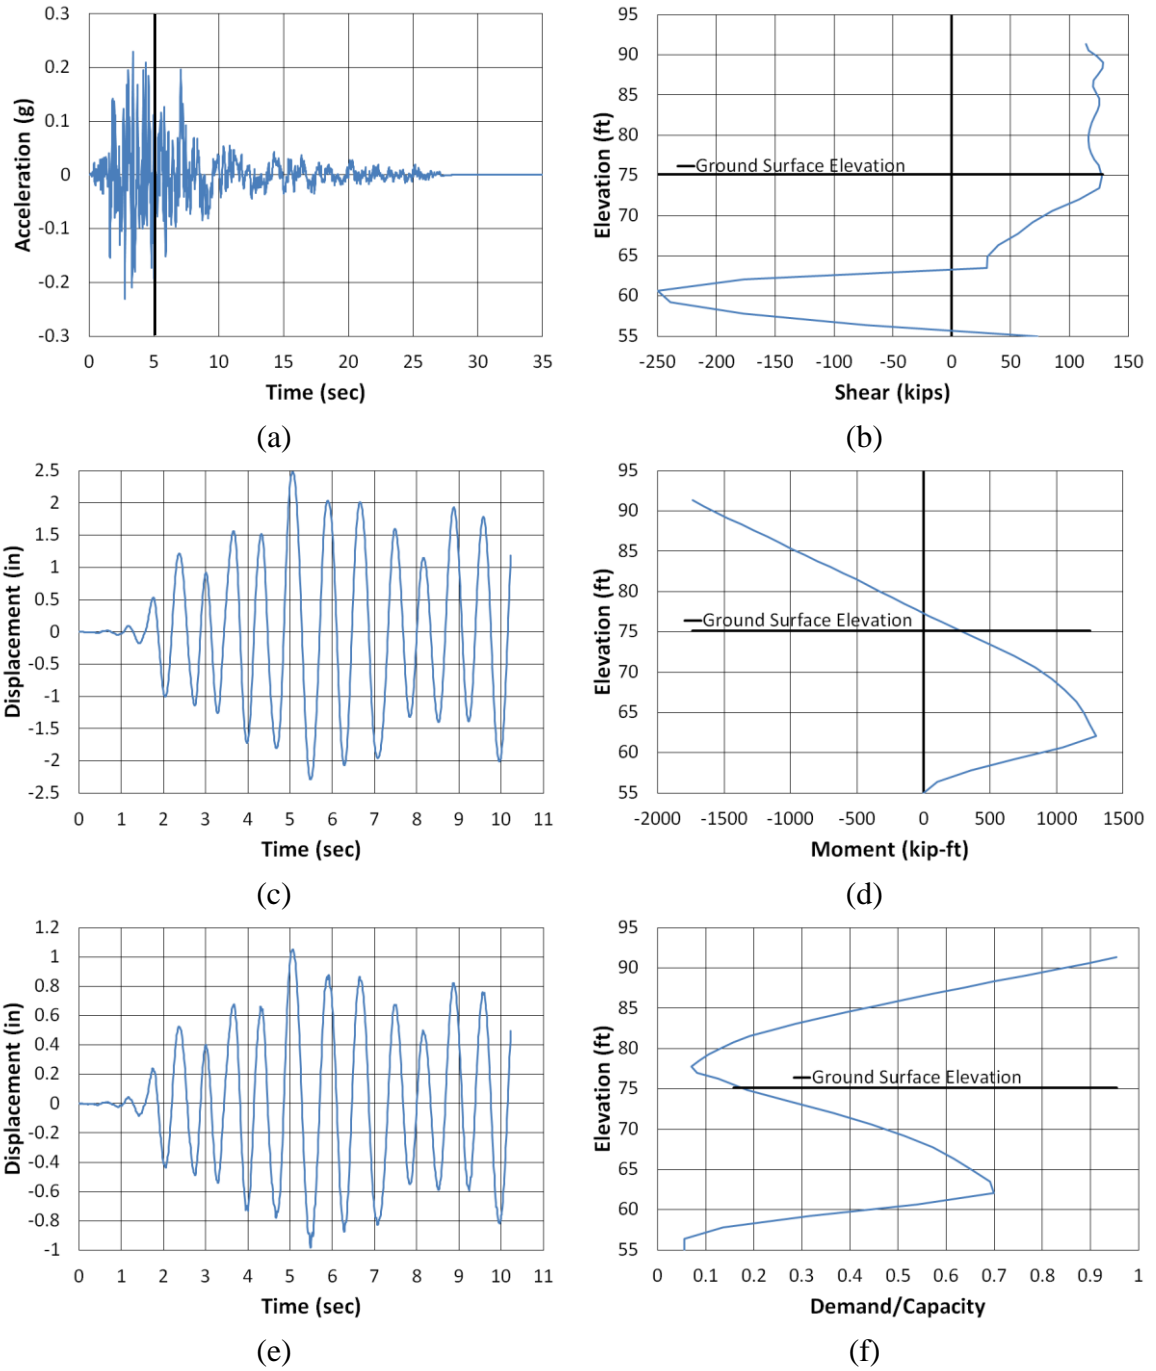 0.3
0.2
0.1
0
-0.1
-0.2
-0.3
Acceleration (g)
0 5 10 15 20 25 30 35
Time (sec)
(a)
95
90
85
80
75
70
65
60
55
Elevation (ft)
Ground Surface Elevation
-250 -200 -150 -100 -50 0 50 100 150
Shear (kips)
(b)
2.5
2
1.5
1
0.5
0
-0.5
-1
-1.5
-2
-2.5
Displacement (in)
0 1 2 3 4 5 6 7 8 9 10 11
Time (sec)
(c)
95
90
85
80
75
70
65
60
55
Elevation (ft)
Ground Surface Elevation
-2000 -1500 -1000 -500 0 500 1000 1500
Moment (kip-ft)
(d)
1.2
1
0.8
0.6
0.4
0.2
0
-0.2
-0.4
-0.6
-0.8
-1
Displacement (in)
0 1 2 3 4 5 6 7 8 9 10 11
Time (sec)
(e)
95
90
85
80
75
70
65
60
55
Elevation (ft)
Ground Surface Elevation
0 0.1 0.2 0.3 0.4 0.5 0.6 0.7 0.8 0.9 1
Demand/Capacity
(f)